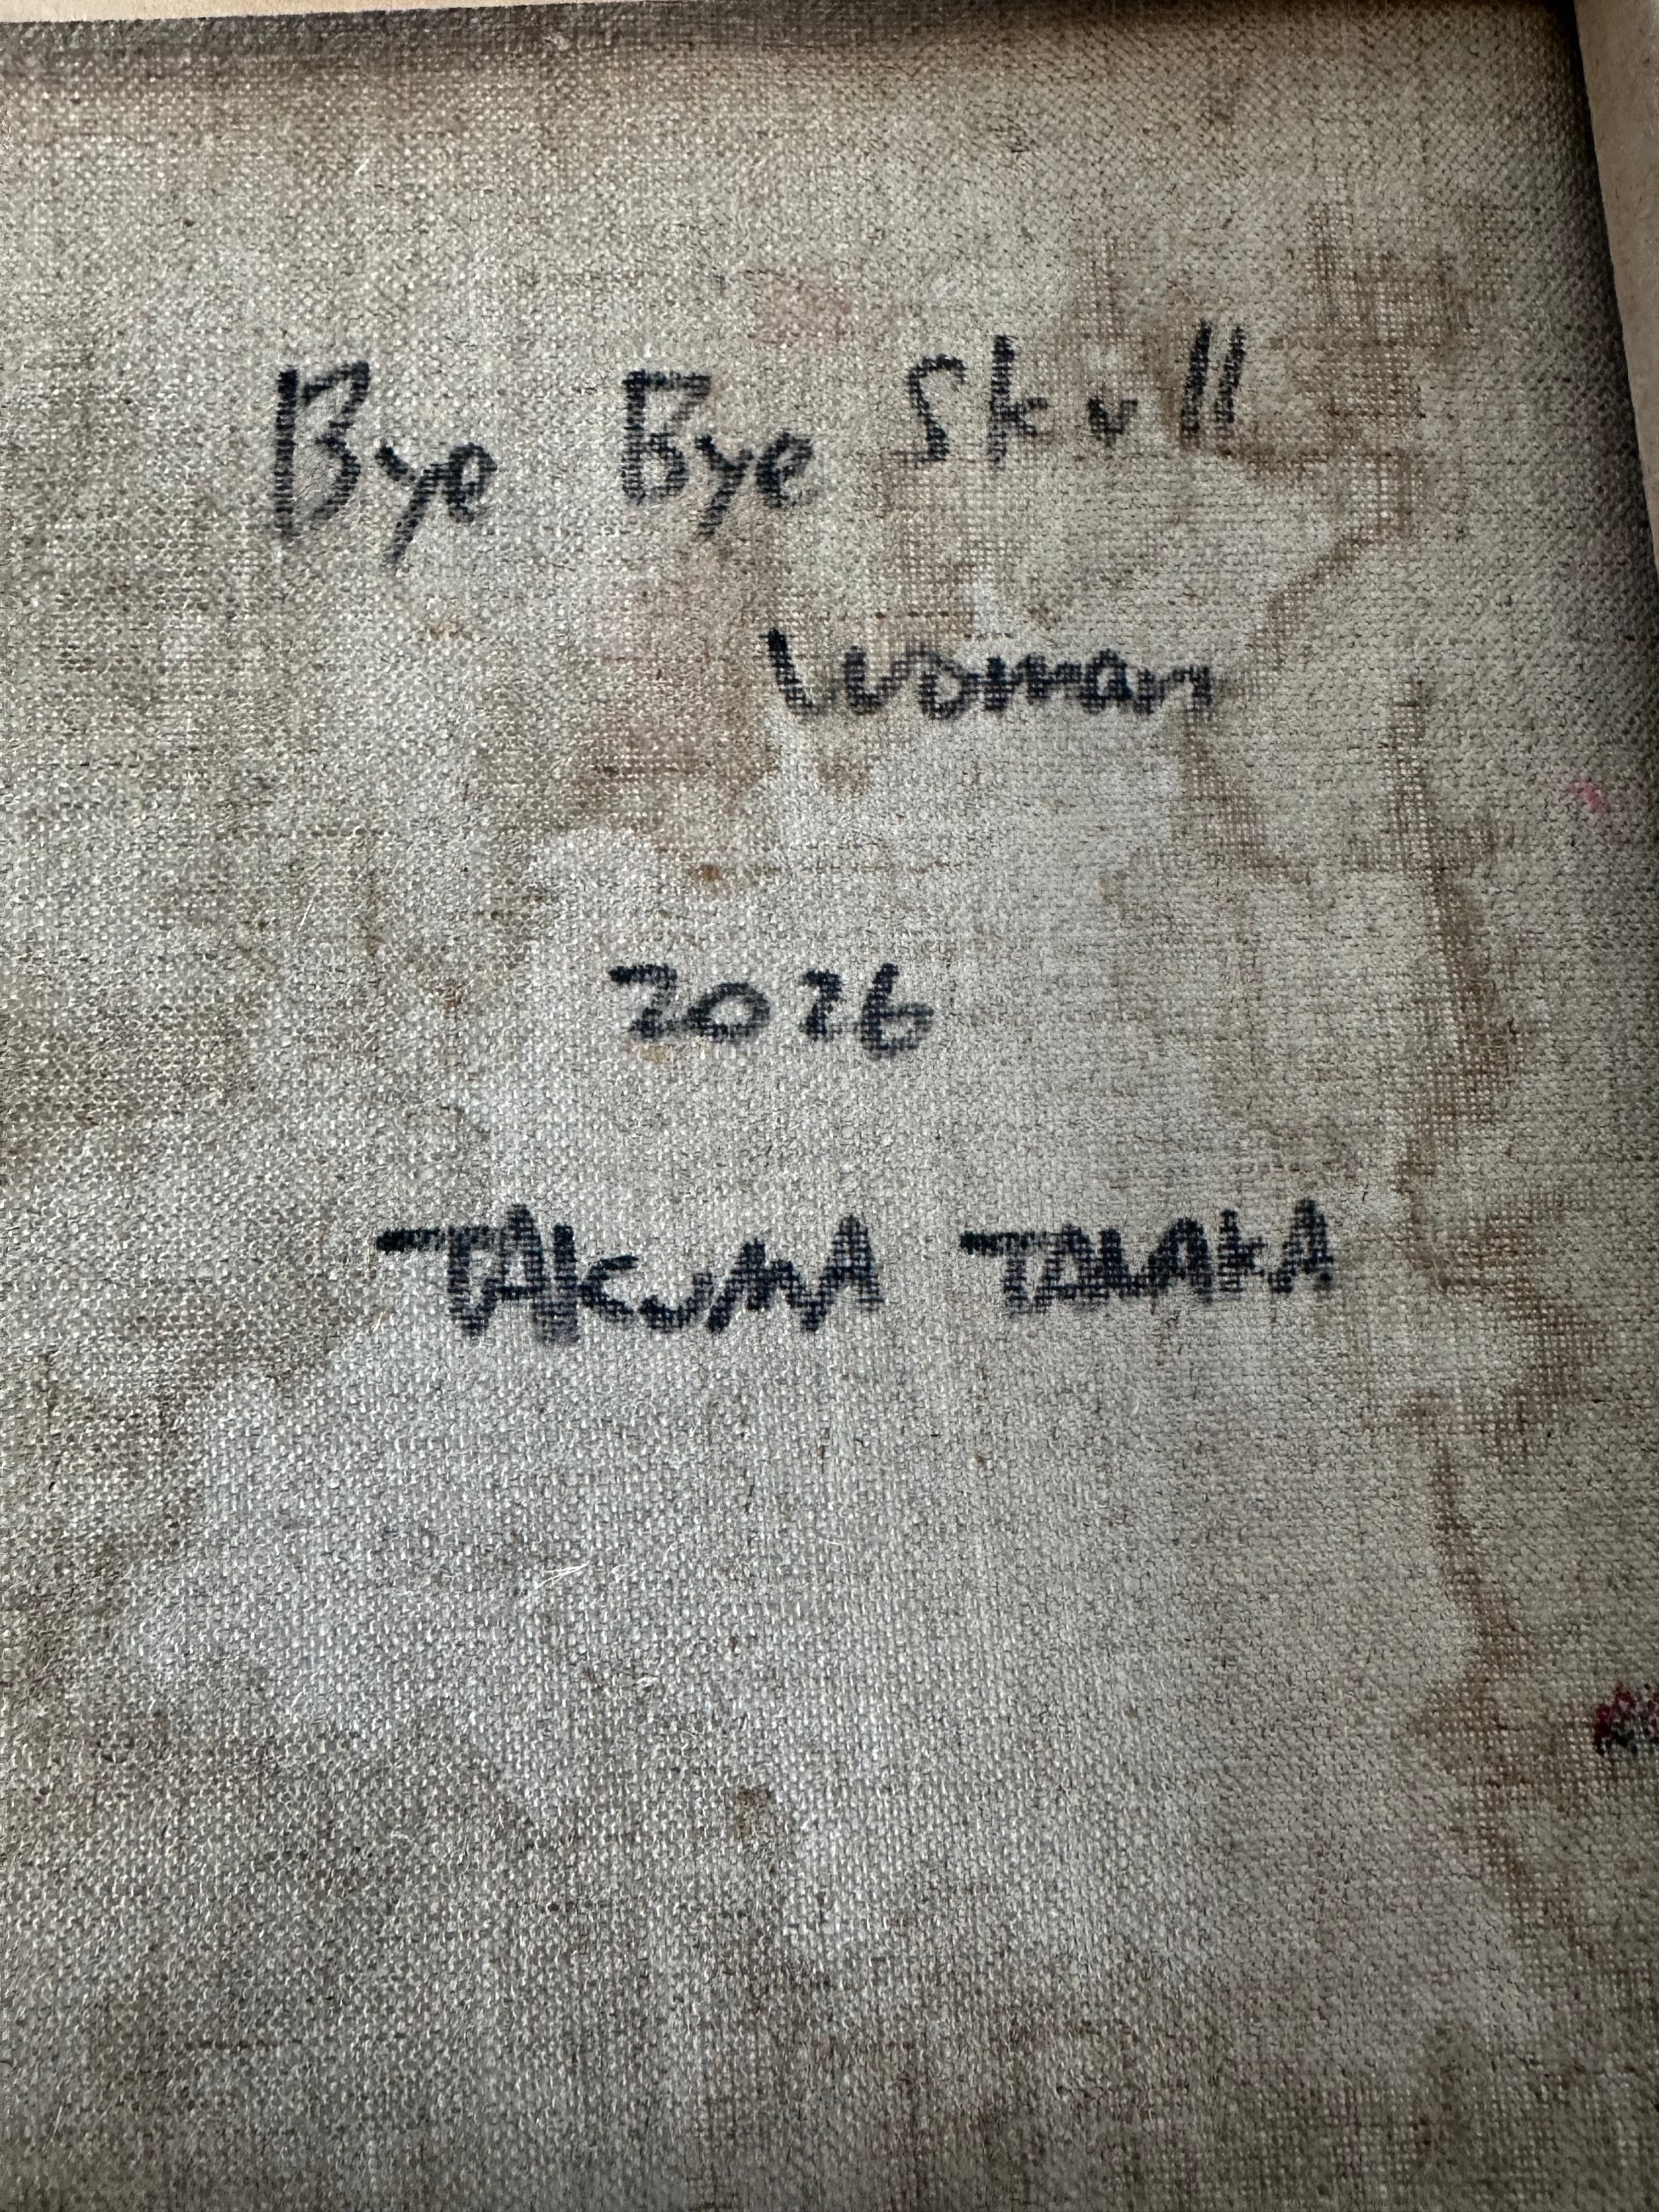 Bye Bye Skull
Woman
2026
TAKUMA TANAKA